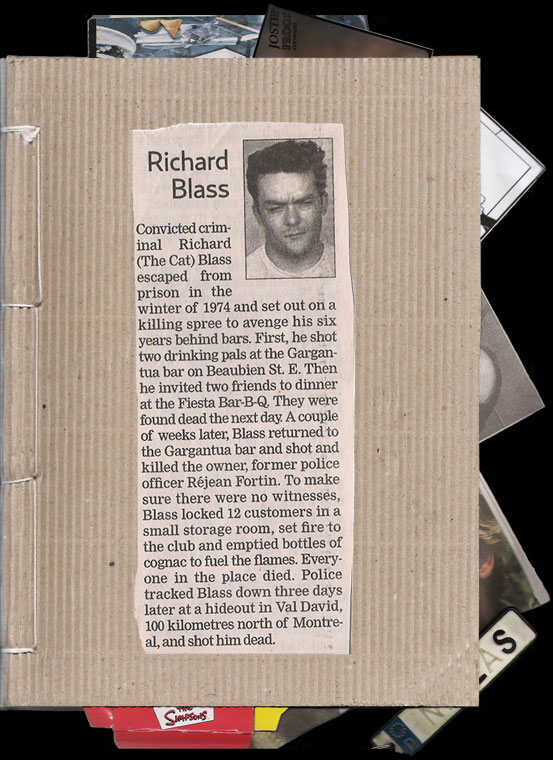 Richard
Blass
Convicted crim-
inal Richard
(The Cat) Blass
escaped from
prison in the
winter of 1974 and set out on a
killing spree to avenge his six
years behind bars. First, he shot
two drinking pals at the Gargan-
tua bar on Beaubien St. E. Then
he invited two friends to dinner
at the Fiesta Bar-B-Q. They were
found dead the next day. A couple
of weeks later, Blass returned to
the Gargantua bar and shot and
killed the owner, former police
officer Réjean Fortin. To make
sure there were no witnesses,
Blass locked 12 customers in a
small storage room, set fire to
the club and emptied bottles of
cognac to fuel the flames. Every-
one in the place died. Police
tracked Blass down three days
later at a hideout in Val David,
100 kilometres north of Montre-
al, and shot him dead.
THE
SIMPSONS